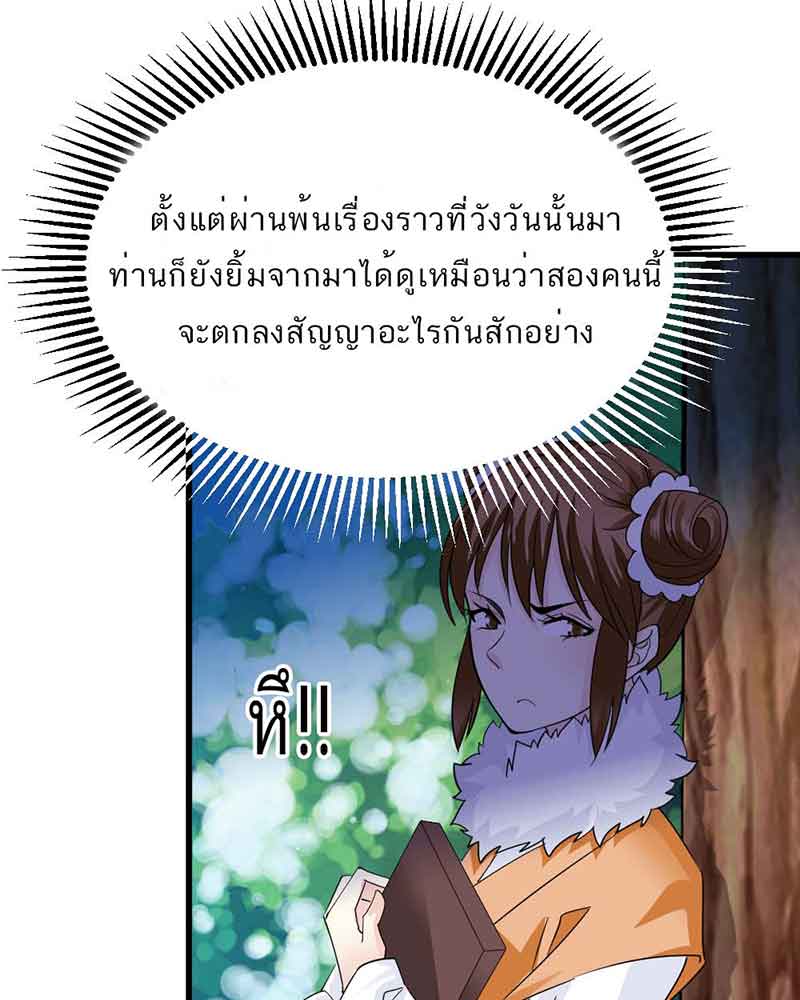 ตั้งแต่ผ่านพ้นเรื่องราวที่วังวันนั้นมา
ท่านก็ยังยิ้มจากมาได้ดูเหมือนว่าสองคนนี้
จะตกลงสัญญาอะไรกันสักอย่าง
หึ!!